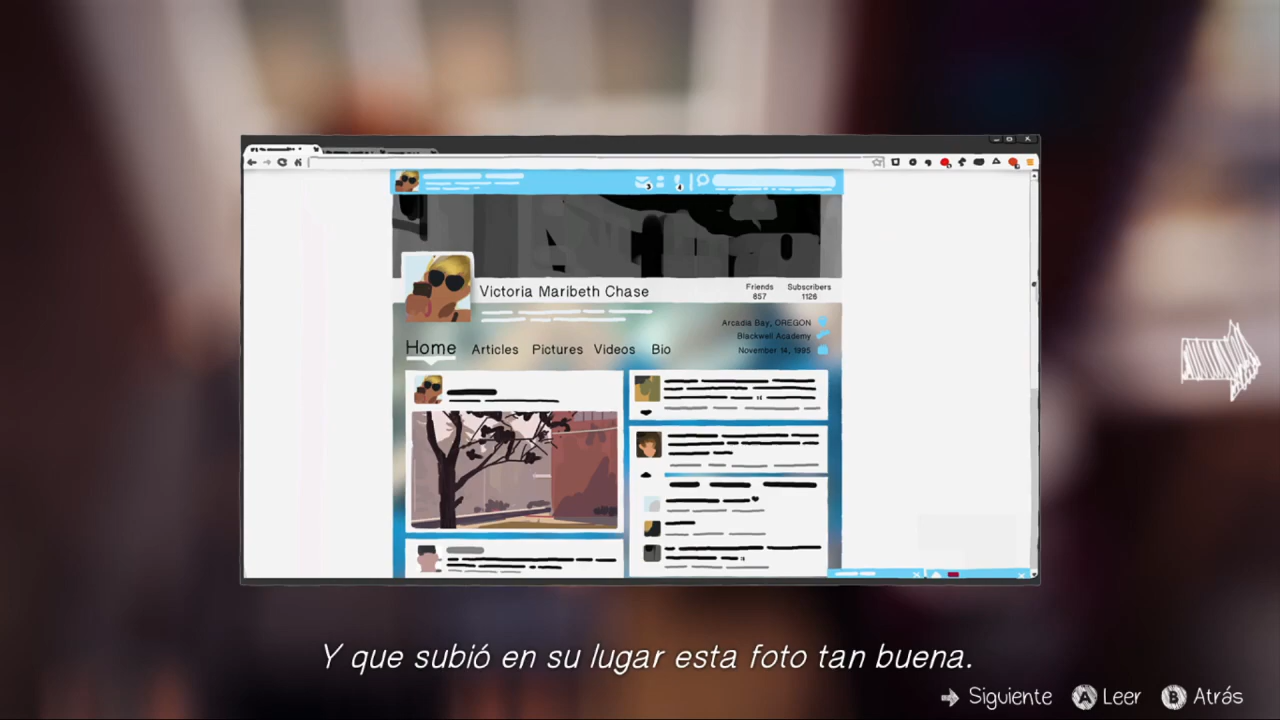 Victoria Maribeth Chase
Friends
657
Subscribers
1126
Arcadia Bay, OREGON
Blackwell Academy
November 14, 1995
Home Articles Pictures Videos Bio
Y que subió en su lugar esta foto tan buena.
Siguiente A Leer B Atrás